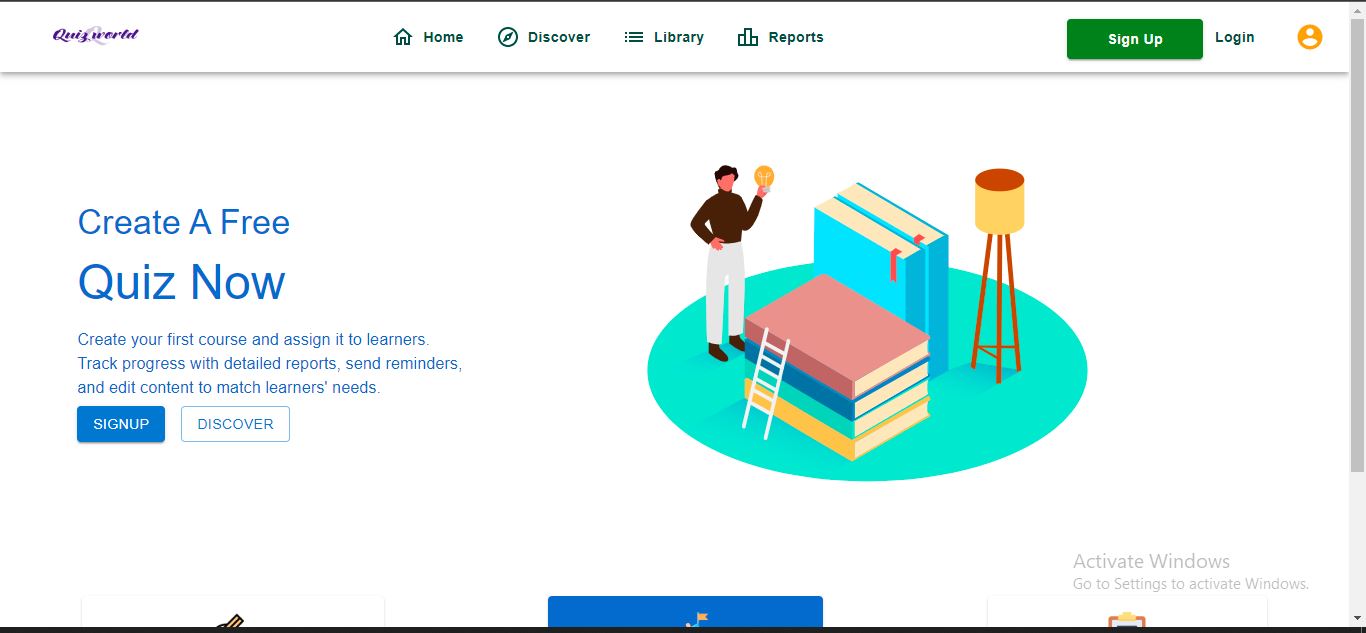 Quiz world
Home
Discover
Library
Reports
Sign Up
Login
Create A Free
Quiz Now
Create your first course and assign it to learners.
Track progress with detailed reports, send reminders,
and edit content to match learners' needs.
SIGNUP
DISCOVER
Activate Windows
Go to Settings to activate Windows.